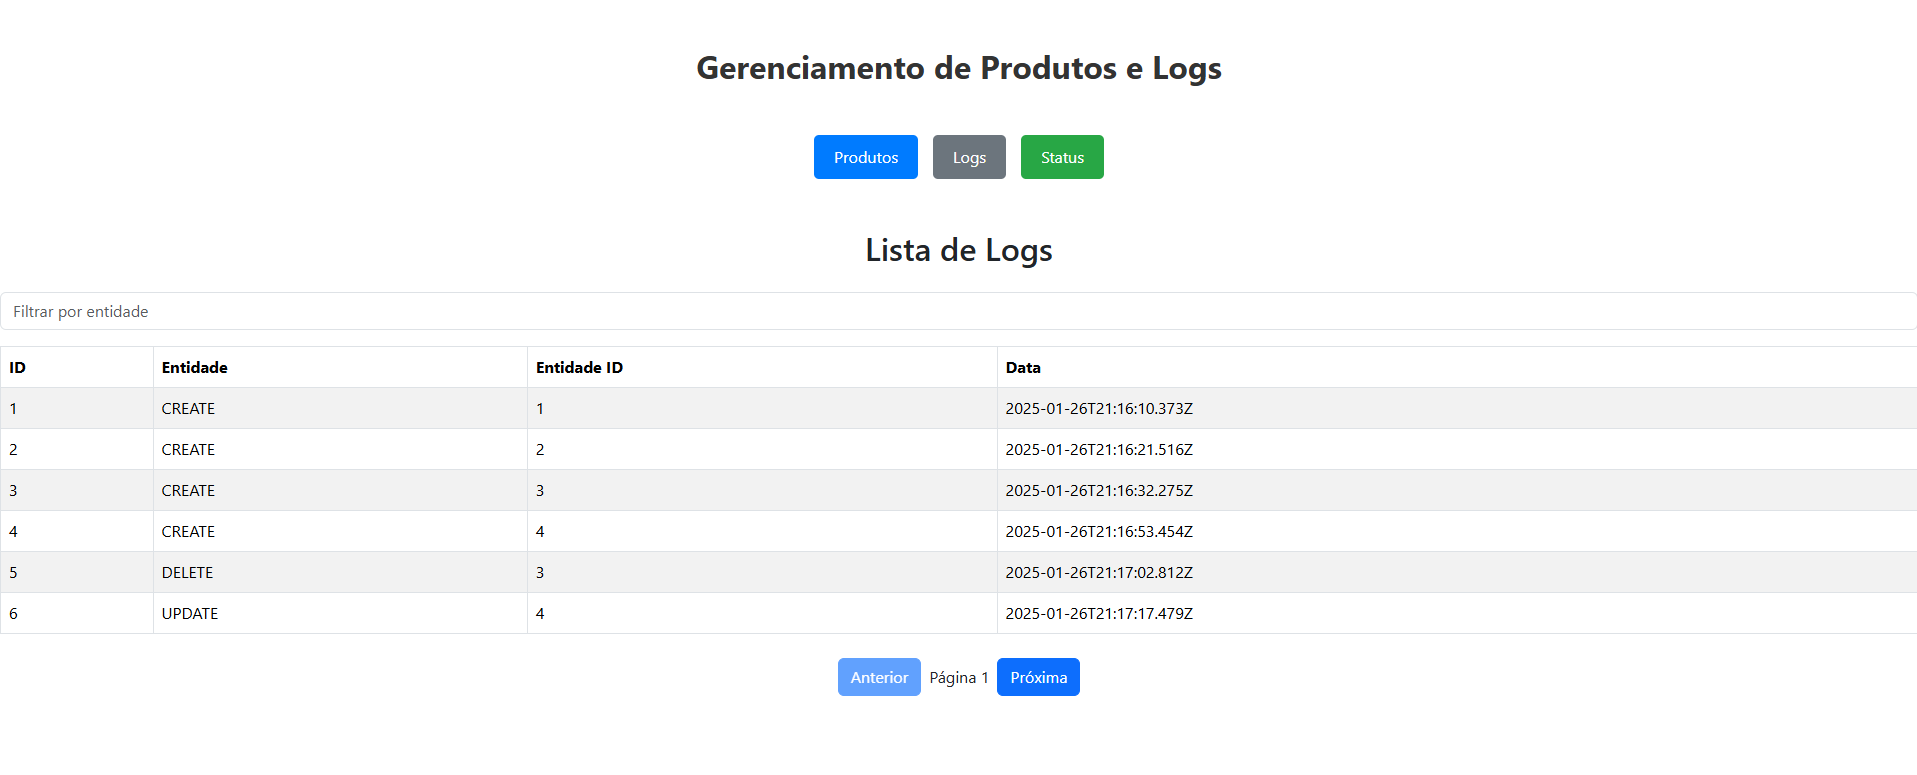 Gerenciamento de Produtos e Logs
Produtos Logs Status
Lista de Logs
Filtrar por entidade
ID Entidade Entidade ID Data
1 CREATE 1 2025-01-26T21:16:10.373Z
2 CREATE 2 2025-01-26T21:16:21.516Z
3 CREATE 3 2025-01-26T21:16:32.275Z
4 CREATE 4 2025-01-26T21:16:53.454Z
5 DELETE 3 2025-01-26T21:17:02.812Z
6 UPDATE 4 2025-01-26T21:17:17.479Z
Anterior Página 1 Próxima